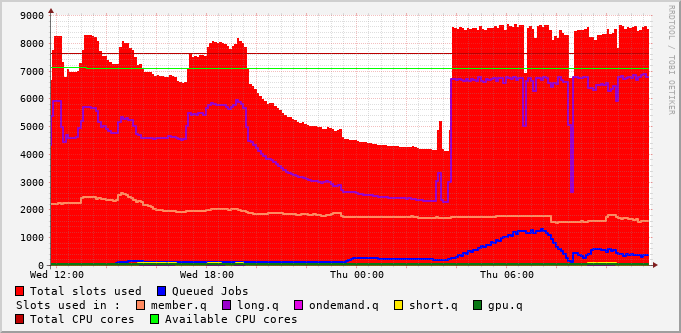 9000
8000
7000
6000
5000
4000
3000
2000
1000
0
Wed 12:00 Wed 18:00 Thu 00:00 Thu 06:00
RRDTOOL / TOBI OETIKER
Total slots used Queued Jobs
Slots used in : member.q long.q ondemand.q short.q gpu.q
Total CPU cores Available CPU cores